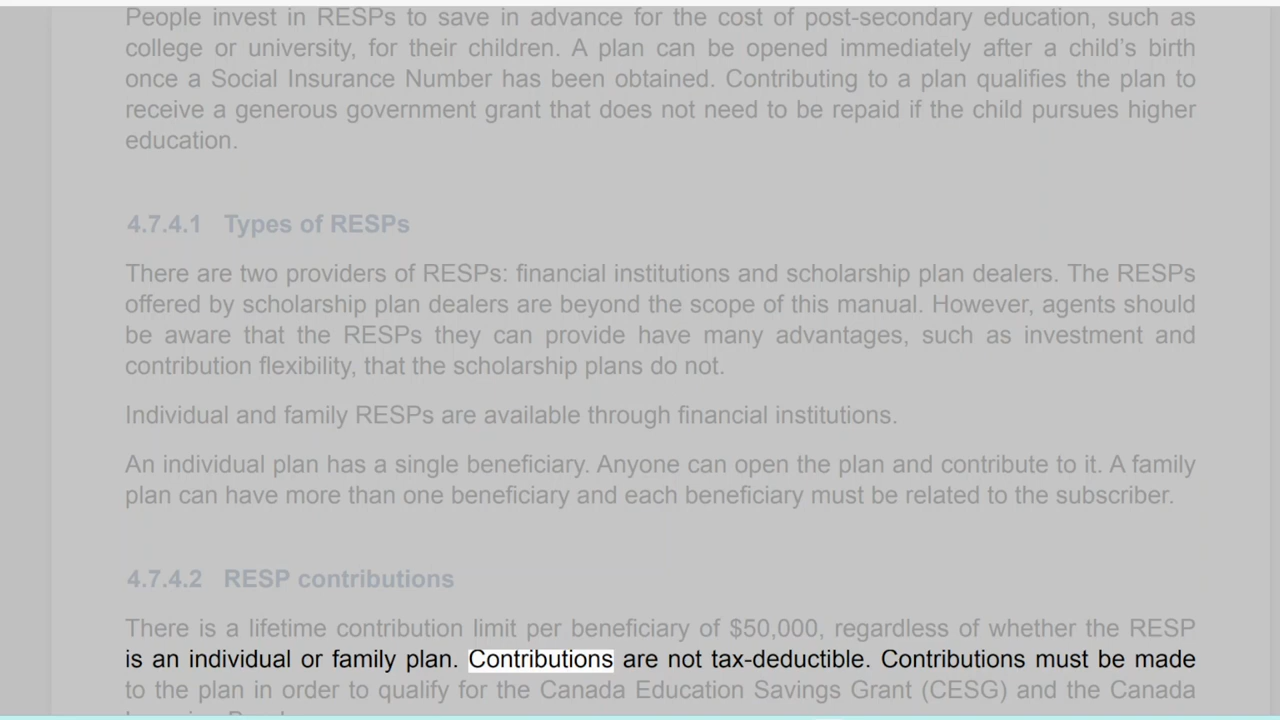 People invest in RESPs to save in advance for the cost of post-secondary education, such as
college or university, for their children. A plan can be opened immediately after a child’s birth
once a Social Insurance Number has been obtained. Contributing to a plan qualifies the plan to
receive a generous government grant that does not need to be repaid if the child pursues higher
education.
4.7.4.1 Types of RESPs
There are two providers of RESPs: financial institutions and scholarship plan dealers. The RESPs
offered by scholarship plan dealers are beyond the scope of this manual. However, agents should
be aware that the RESPs they can provide have many advantages, such as investment and
contribution flexibility, that the scholarship plans do not.
Individual and family RESPs are available through financial institutions.
An individual plan has a single beneficiary. Anyone can open the plan and contribute to it. A family
plan can have more than one beneficiary and each beneficiary must be related to the subscriber.
4.7.4.2 RESP contributions
There is a lifetime contribution limit per beneficiary of $50,000, regardless of whether the RESP
is an individual or family plan. Contributions are not tax-deductible. Contributions must be made
to the plan in order to qualify for the Canada Education Savings Grant (CESG) and the Canada